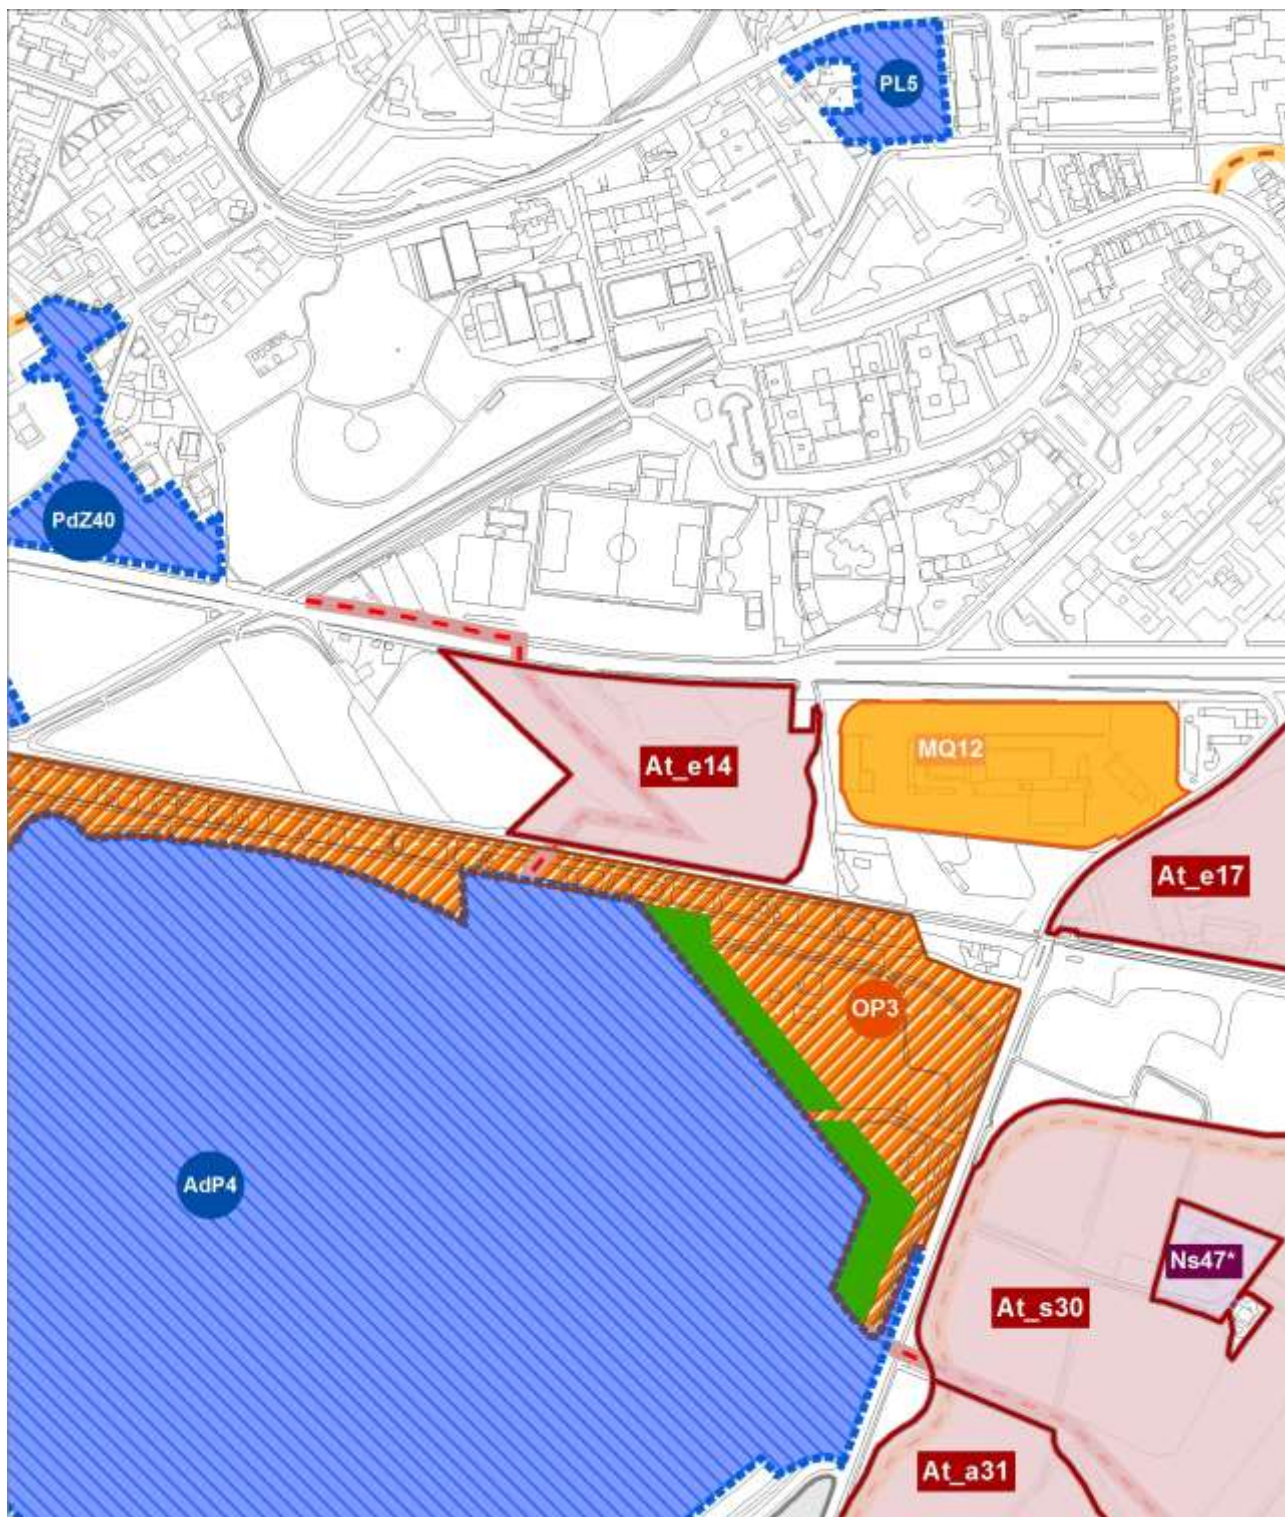 PL5
PdZ40
At_e14
MQ12
At_e17
OP3
AdP4
Ns47*
At_s30
At_a31